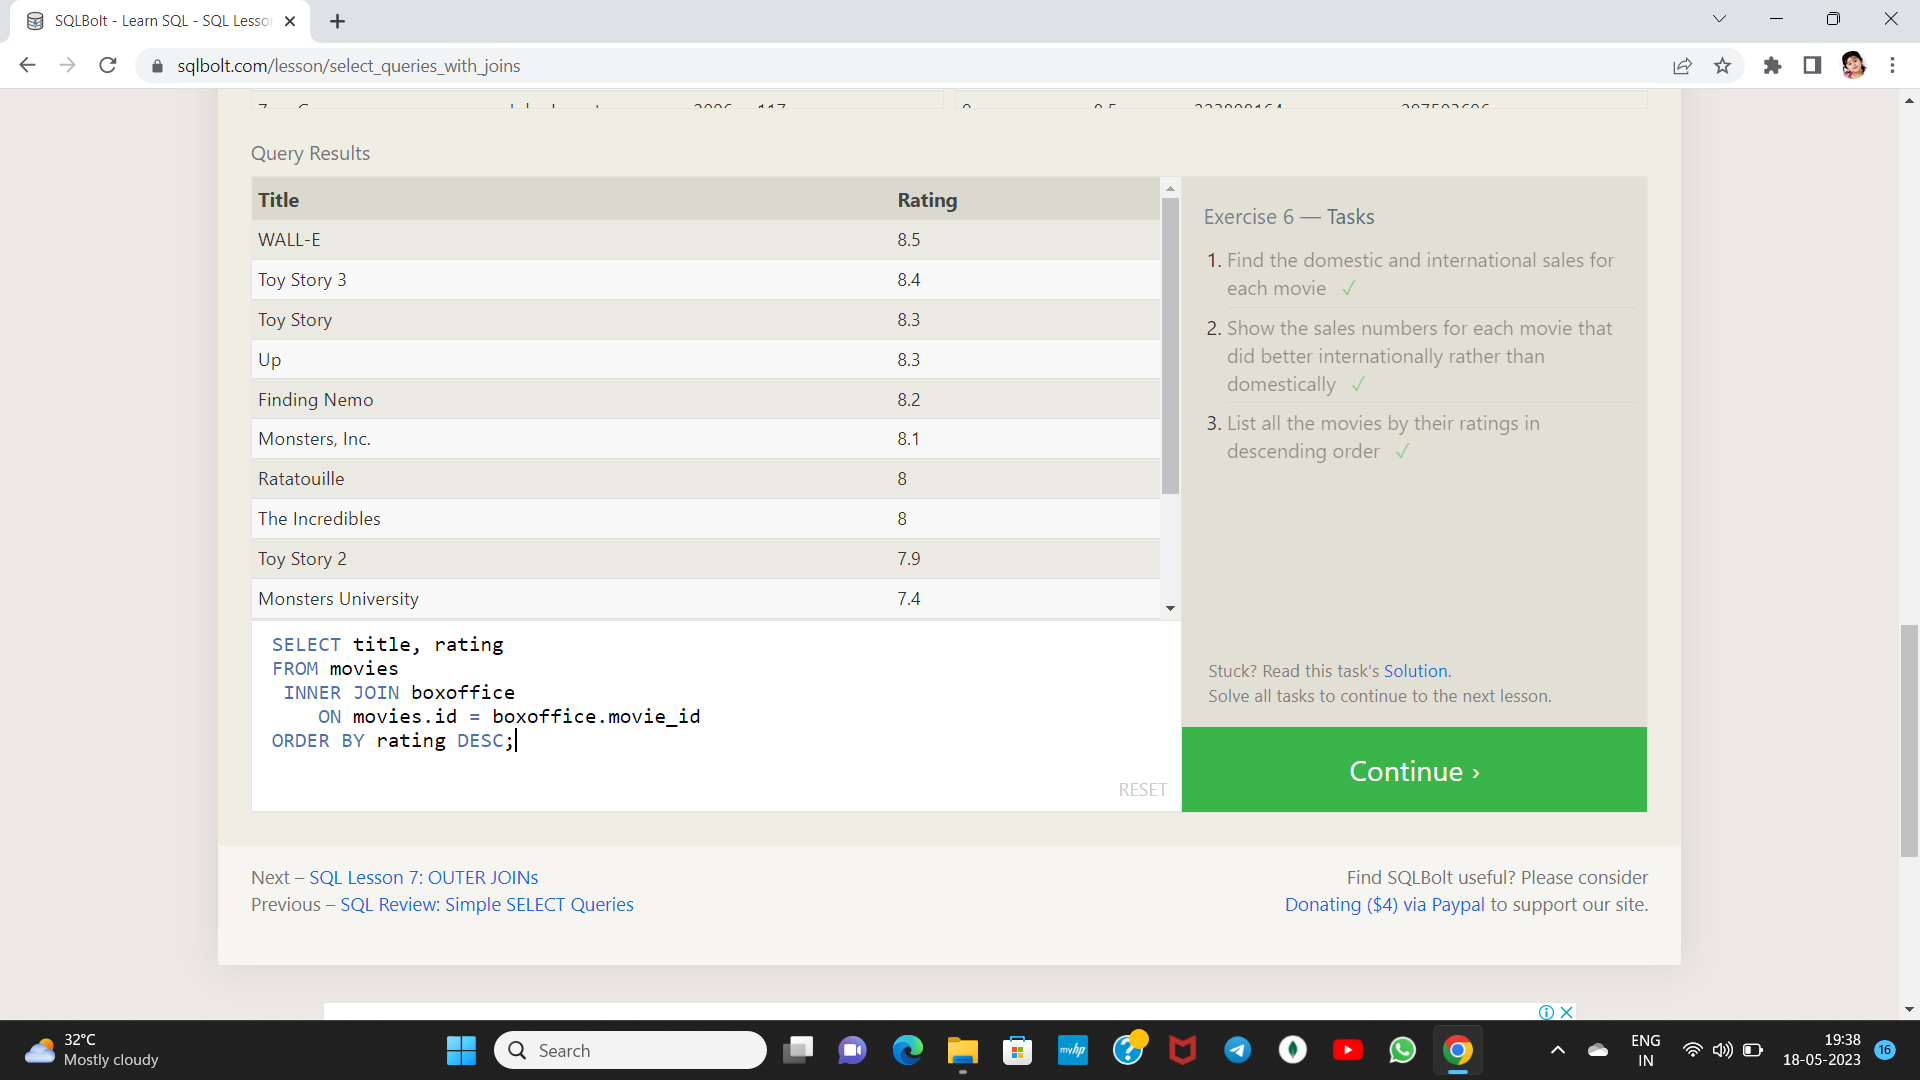 SQLBolt - Learn SQL - SQL Lesso
sqlbolt.com/lesson/select_queries_with_joins
Query Results
Title Rating
WALL-E 8.5
Toy Story 3 8.4
Toy Story 8.3
Up 8.3
Finding Nemo 8.2
Monsters, Inc. 8.1
Ratatouille 8
The Incredibles 8
Toy Story 2 7.9
Monsters University 7.4
SELECT title, rating
FROM movies
INNER JOIN boxoffice
ON movies.id = boxoffice.movie_id
ORDER BY rating DESC;
RESET
Exercise 6 — Tasks
1. Find the domestic and international sales for
each movie ✓
2. Show the sales numbers for each movie that
did better internationally rather than
domestically ✓
3. List all the movies by their ratings in
descending order ✓
Stuck? Read this task's Solution.
Solve all tasks to continue to the next lesson.
Continue ›
Next – SQL Lesson 7: OUTER JOINs
Previous – SQL Review: Simple SELECT Queries
Find SQLBolt useful? Please consider
Donating ($4) via Paypal to support our site.
32°C
Mostly cloudy
Search
myhp
ENG
IN
19:38
18-05-2023
16